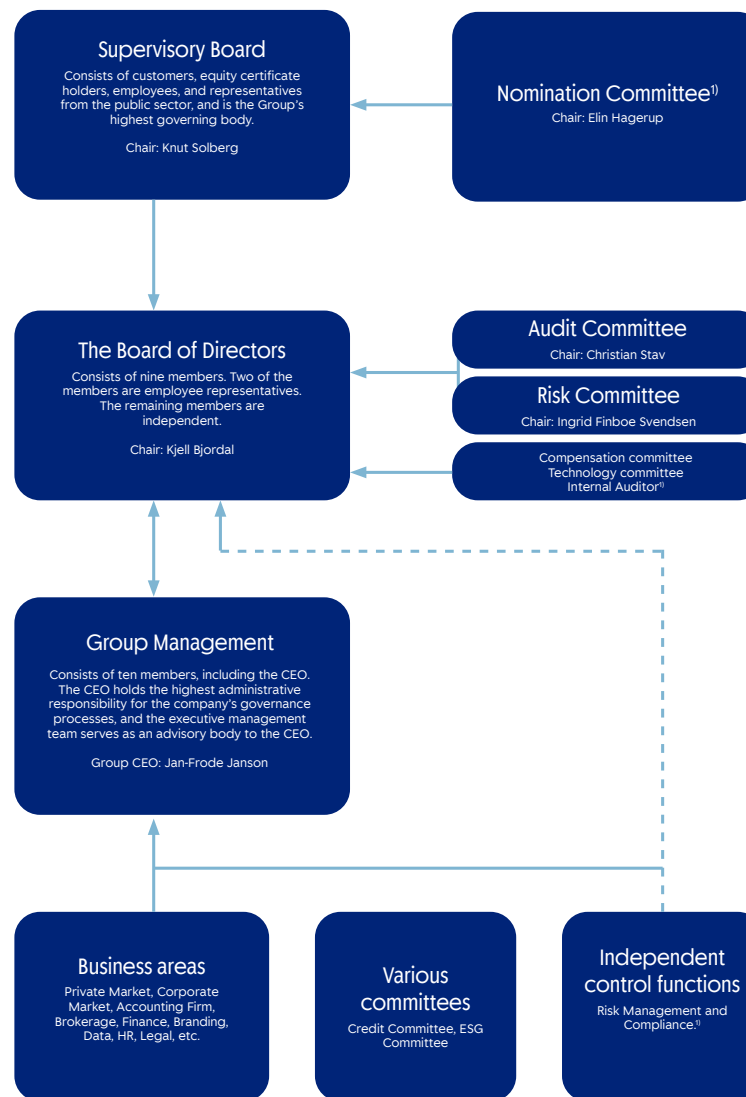 Supervisory Board
Consists of customers, equity certificate
holders, employees, and representatives
from the public sector, and is the Group's
highest governing body.
Chair: Knut Solberg
Nomination Committee¹⁾
Chair: Elin Hagerup
The Board of Directors
Consists of nine members. Two of the
members are employee representatives.
The remaining members are
independent.
Chair: Kjell Bjordal
Audit Committee
Chair: Christian Stav
Risk Committee
Chair: Ingrid Finboe Svendsen
Compensation committee
Technology committee
Internal Auditor¹⁾
Group Management
Consists of ten members, including the CEO.
The CEO holds the highest administrative
responsibility for the company's governance
processes, and the executive management
team serves as an advisory body to the CEO.
Group CEO: Jan-Frode Janson
Business areas
Private Market, Corporate
Market, Accounting Firm,
Brokerage, Finance, Branding,
Data, HR, Legal, etc.
Various
committees
Credit Committee, ESG
Committee
Independent
control functions
Risk Management and
Compliance.¹⁾